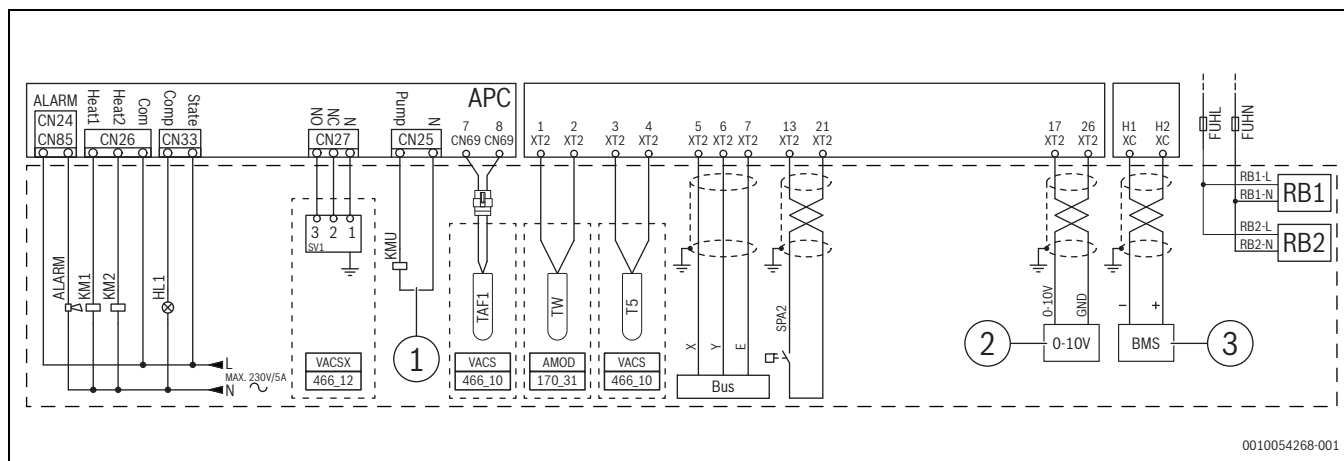 ALARM
CN24
CN85
Heat1
Heat2
Com
CN26
Comp
State
CN33
NO
NC
N
CN27
Pump
N
CN25
APC
7
CN69
8
CN69
1
XT2
2
XT2
3
XT2
4
XT2
5
XT2
6
XT2
7
XT2
13
XT2
21
XT2
17
XT2
26
XT2
H1
XC
H2
XC
FUHL
FUHN
RB1-L
RB1-N
RB1
RB2-L
RB2-N
RB2
3 2 1
SV1
ALARM
KM1
KM2
HL1
KMU
TAF1
TW
T5
SPA2
X
Y
E
0-10V
GND
–
+
L
MAX. 230V/5A
N
VACSX
466_12
1
VACS
466_10
AMOD
170_31
VACS
466_10
Bus
2
0-10V
BMS
3
0010054268-001